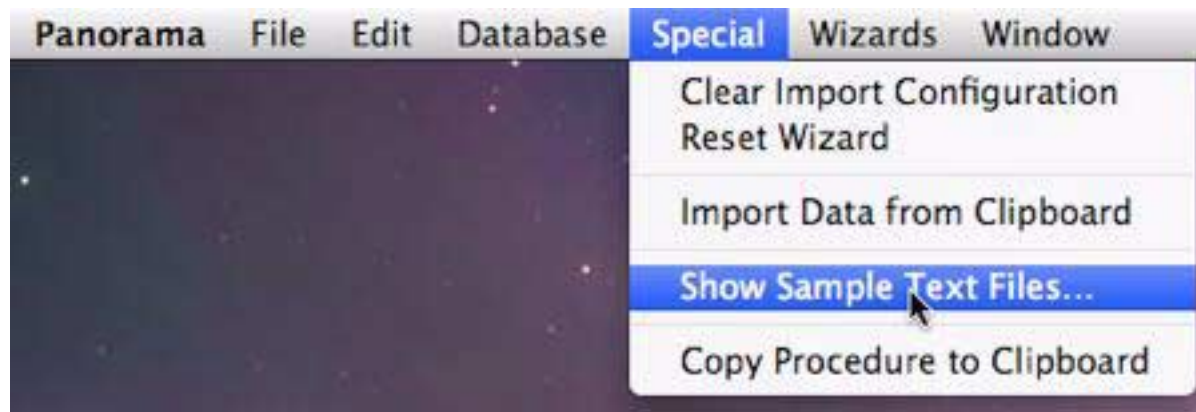 Panorama File Edit Database Special Wizards Window
Clear Import Configuration
Reset Wizard
Import Data from Clipboard
Show Sample Text Files...
Copy Procedure to Clipboard